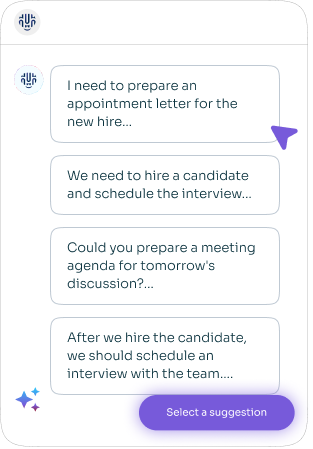 I need to prepare an
appointment letter for the
new hire...
We need to hire a candidate
and schedule the interview...
Could you prepare a meeting
agenda for tomorrow's
discussion?...
After we hire the candidate,
we should schedule an
interview with the team....
Select a suggestion